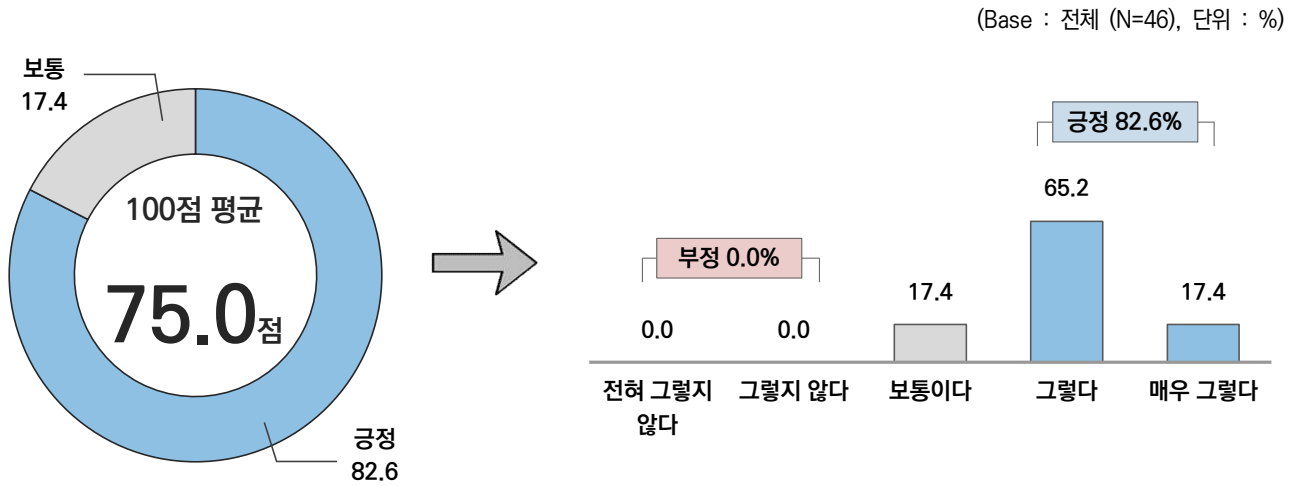 (Base : 전체 (N=46), 단위 : %)
보통
17.4
100점 평균
75.0점
긍정
82.6
부정 0.0%
긍정 82.6%
0.0
0.0
17.4
65.2
17.4
전혀 그렇지
않다
그렇지 않다
보통이다
그렇다
매우 그렇다